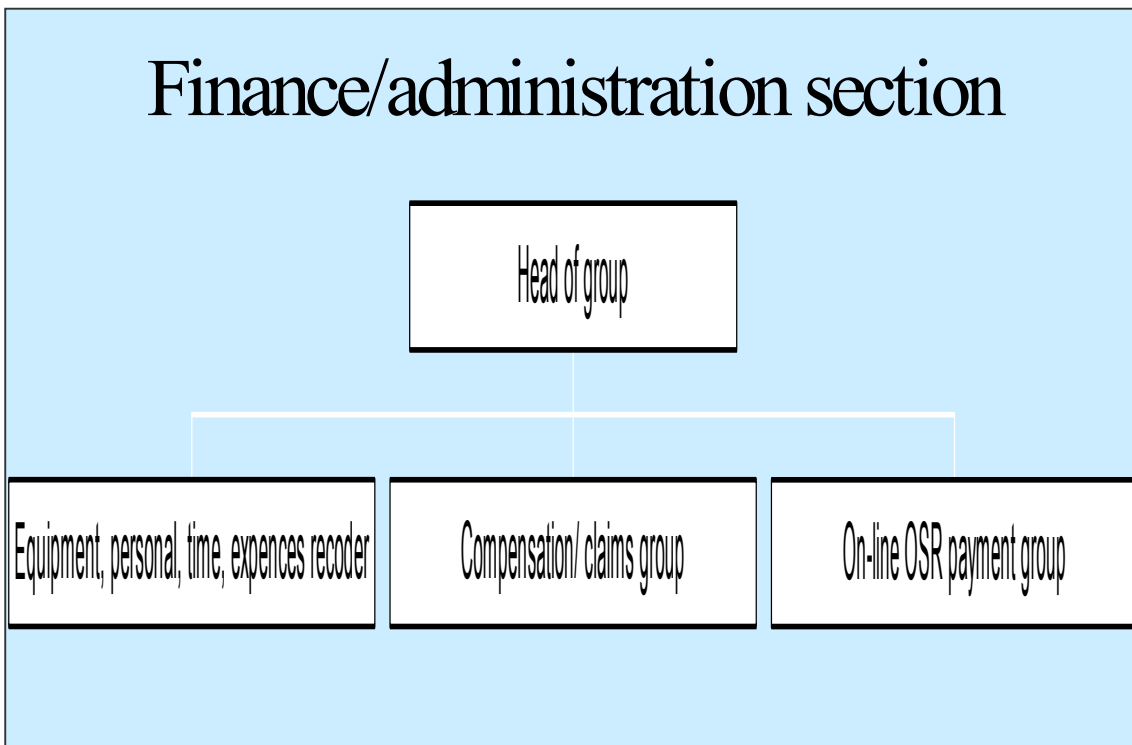 Finance/administration section
Head of group
Equipment, personal, time, expences recoder
Compensation/ claims group
On-line OSR payment group